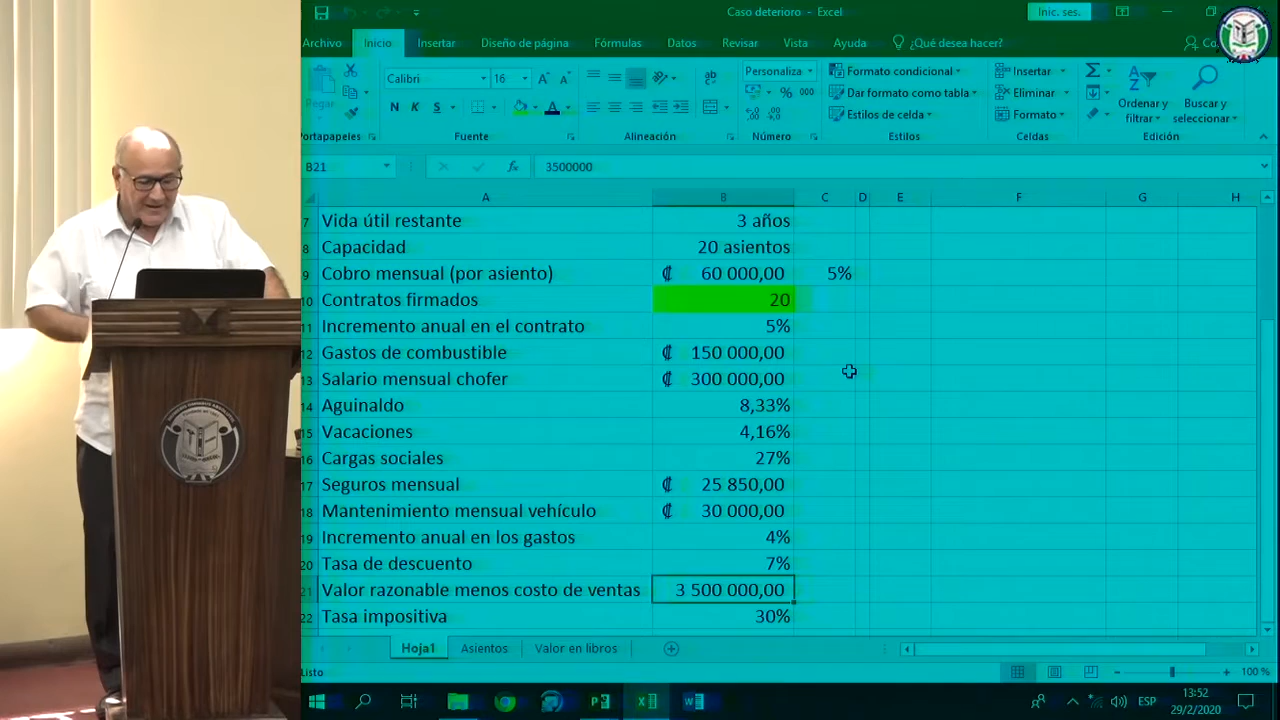 Caso deterioro - Excel
Inic. ses.
Archivo Inicio Insertar Diseño de página Fórmulas Datos Revisar Vista Ayuda ¿Qué desea hacer?
Pegar
Calibri 16
N K S
ab
Personaliza
% 000
Formato condicional
Dar formato como tabla
Estilos de celda
Insertar
Eliminar
Formato
Ordenar y filtrar
Buscar y seleccionar
Portapapeles Fuente Alineación Número Estilos Celdas Edición
B21 fx 3500000
A B C D E F G H
Vida útil restante 3 años
Capacidad 20 asientos
Cobro mensual (por asiento) ₡ 60 000,00 5%
10 Contratos firmados 20
11 Incremento anual en el contrato 5%
12 Gastos de combustible ₡ 150 000,00
13 Salario mensual chofer ₡ 300 000,00
14 Aguinaldo 8,33%
15 Vacaciones 4,16%
16 Cargas sociales 27%
17 Seguros mensual ₡ 25 850,00
18 Mantenimiento mensual vehículo ₡ 30 000,00
19 Incremento anual en los gastos 4%
20 Tasa de descuento 7%
21 Valor razonable menos costo de ventas 3 500 000,00
22 Tasa impositiva 30%
Hoja1 Asientos Valor en libros
Listo
100 %
ESP
13:52
29/2/2020